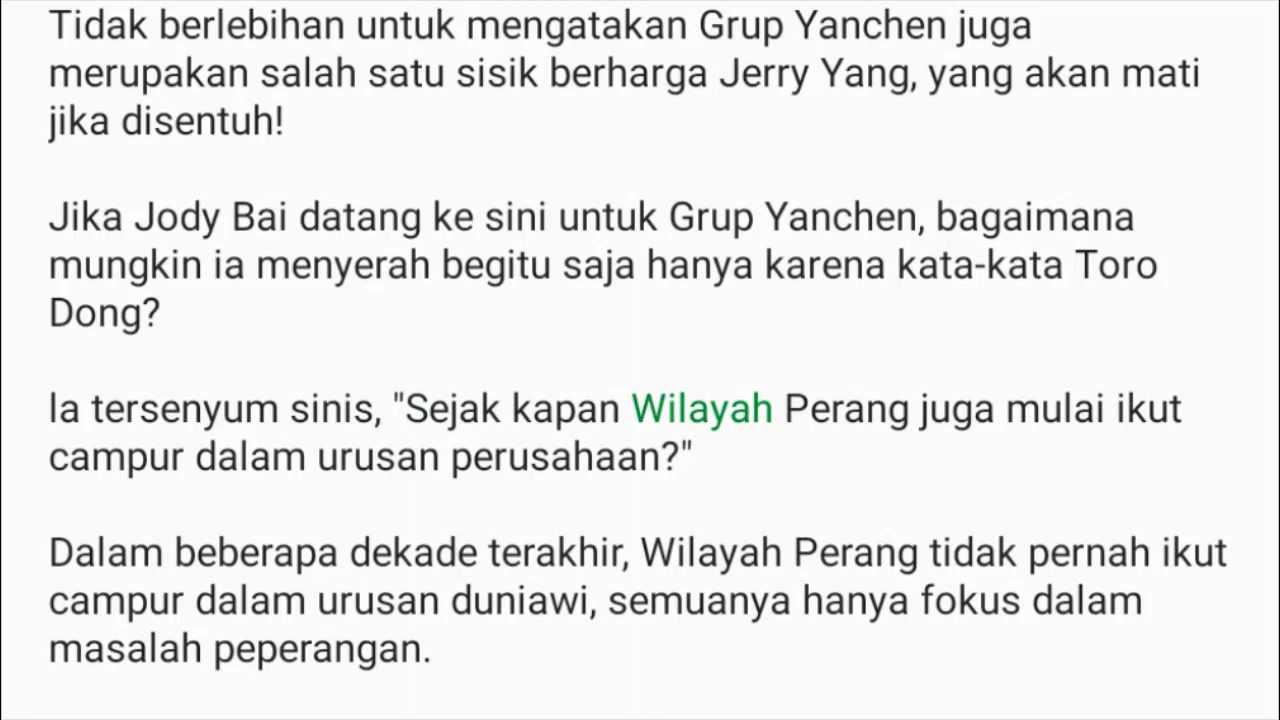 Tidak berlebihan untuk mengatakan Grup Yanchen juga
merupakan salah satu sisik berharga Jerry Yang, yang akan mati
jika disentuh!
Jika Jody Bai datang ke sini untuk Grup Yanchen, bagaimana
mungkin ia menyerah begitu saja hanya karena kata-kata Toro
Dong?
Ia tersenyum sinis, "Sejak kapan Wilayah Perang juga mulai ikut
campur dalam urusan perusahaan?"
Dalam beberapa dekade terakhir, Wilayah Perang tidak pernah ikut
campur dalam urusan duniawi, semuanya hanya fokus dalam
masalah peperangan.